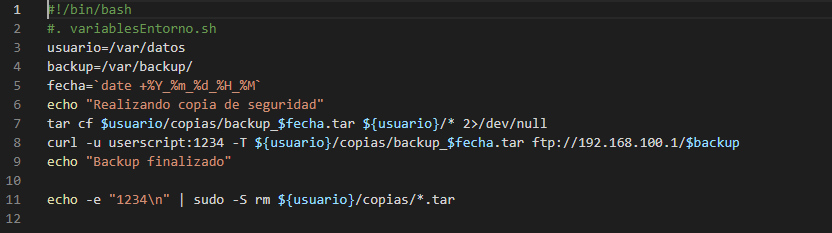 1 #!/bin/bash
2 #. variablesEntorno.sh
3 usuario=/var/datos
4 backup=/var/backup/
5 fecha=`date +%Y_%m_%d_%H_%M`
6 echo "Realizando copia de seguridad"
7 tar cf $usuario/copias/backup_$fecha.tar ${usuario}/* 2>/dev/null
8 curl -u userscript:1234 -T ${usuario}/copias/backup_$fecha.tar ftp://192.168.100.1/$backup
9 echo "Backup finalizado"
10
11 echo -e "1234\n" | sudo -S rm ${usuario}/copias/*.tar
12